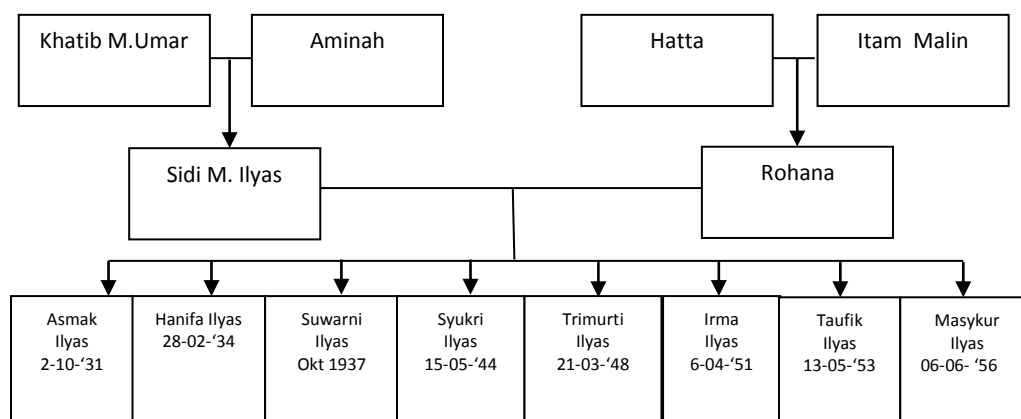 Khatib M.Umar
Aminah
Hatta
Itam Malin
Sidi M. Ilyas
Rohana
Asmak
Ilyas
2-10-‘31
Hanifa Ilyas
28-02-‘34
Suwarni
Ilyas
Okt 1937
Syukri
Ilyas
15-05-‘44
Trimurti
Ilyas
21-03-‘48
Irma
Ilyas
6-04-‘51
Taufik
Ilyas
13-05-‘53
Masykur
Ilyas
06-06- ‘56